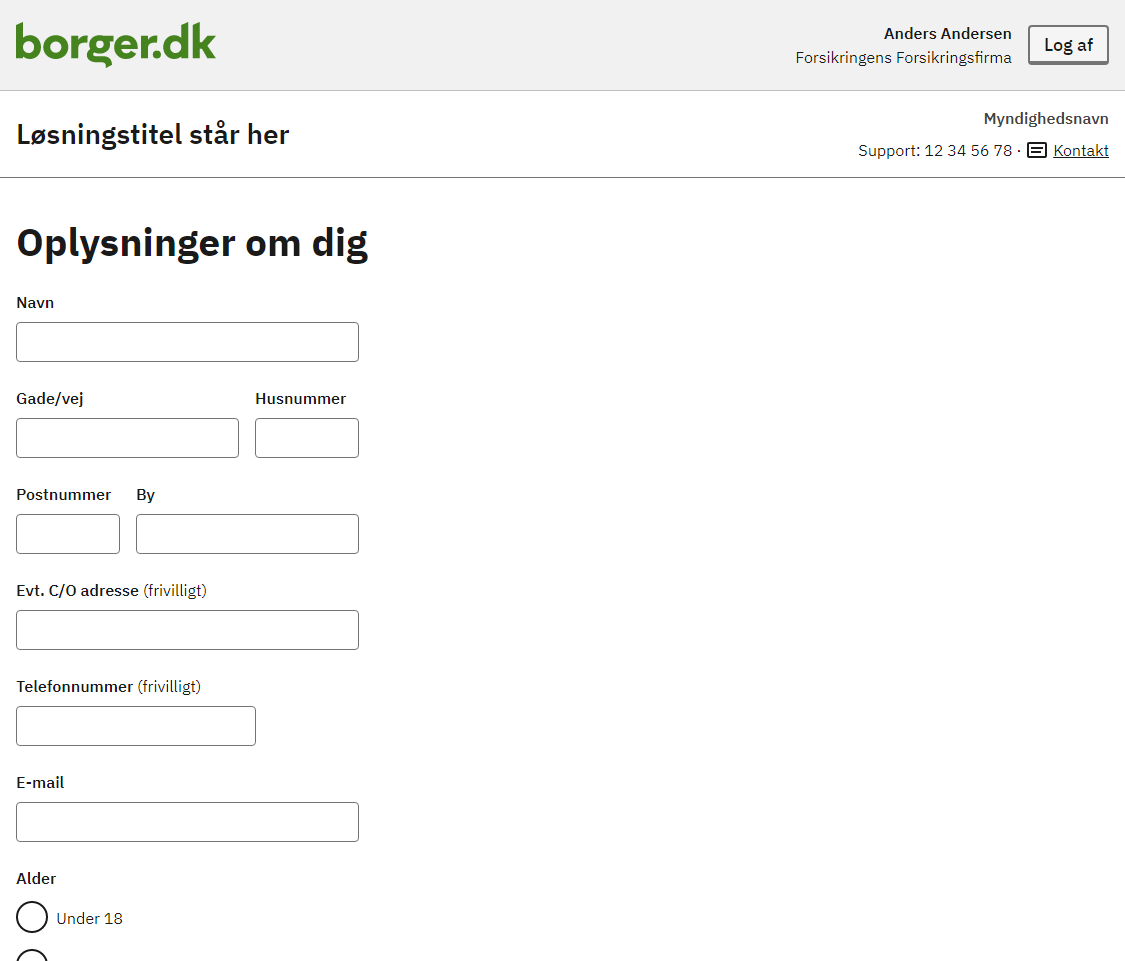 borger.dk
Anders Andersen
Forsikringens Forsikringsfirma
Log af
Løsningstitel står her
Myndighedsnavn
Support: 12 34 56 78 · Kontakt
Oplysninger om dig
Navn
Gade/vej Husnummer
Postnummer By
Evt. C/O adresse (frivilligt)
Telefonnummer (frivilligt)
E-mail
Alder
Under 18